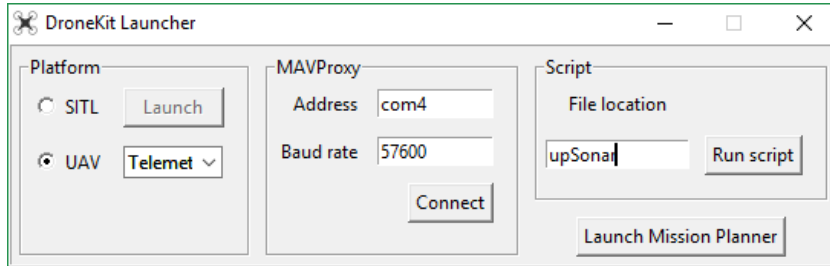 DroneKit Launcher
Platform
SITL
Launch
UAV
Telemet
MAVProxy
Address
com4
Baud rate
57600
Connect
Script
File location
upSonar
Run script
Launch Mission Planner